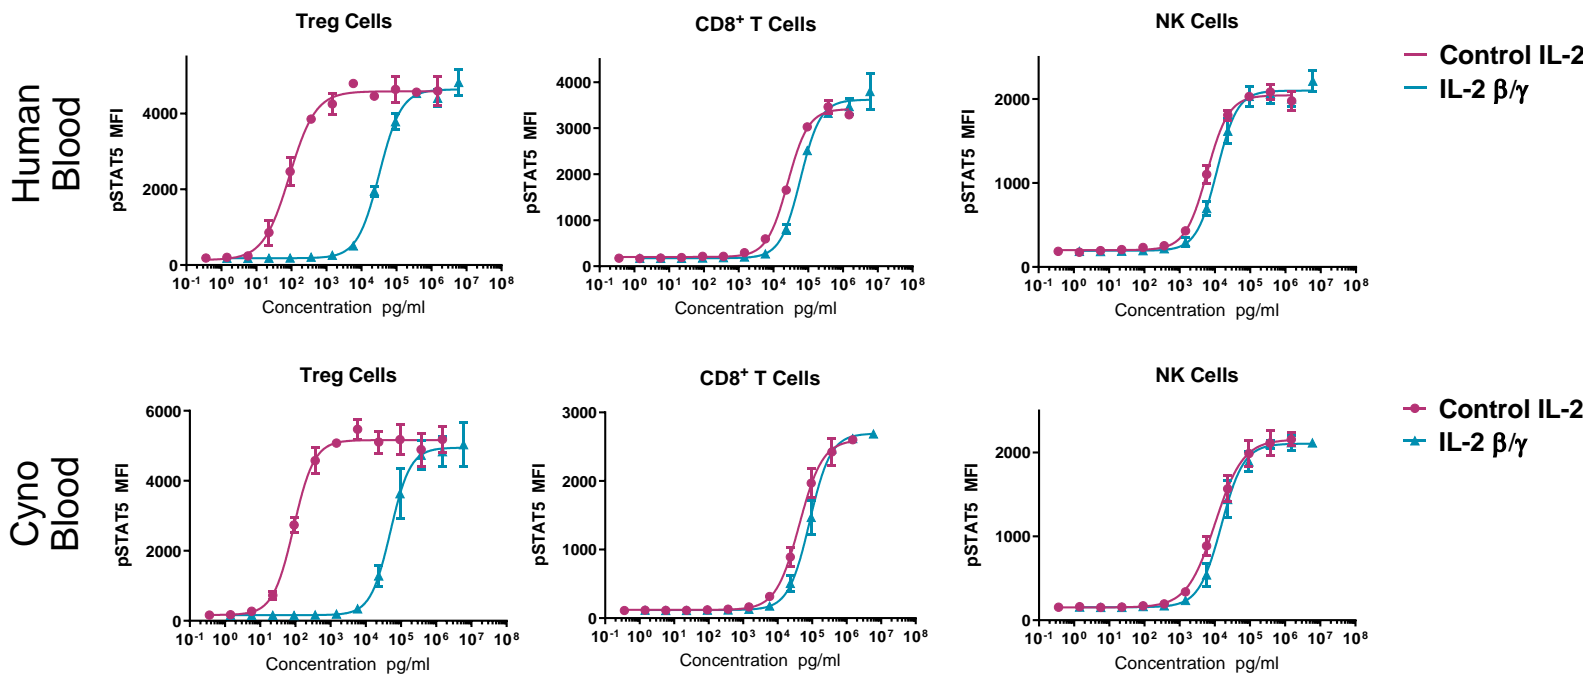 Human
Blood
Treg Cells
pSTAT5 MFI
4000
2000
0
10-1 100 101 102 103 104 105 106 107 108
Concentration pg/ml
CD8+ T Cells
pSTAT5 MFI
4000
3000
2000
1000
0
10-1 100 101 102 103 104 105 106 107 108
Concentration pg/ml
NK Cells
pSTAT5 MFI
2000
1000
0
10-1 100 101 102 103 104 105 106 107 108
Concentration pg/ml
Control IL-2
IL-2 β/γ
Cyno
Blood
Treg Cells
pSTAT5 MFI
6000
4000
2000
0
10-1 100 101 102 103 104 105 106 107 108
Concentration pg/ml
CD8+ T Cells
pSTAT5 MFI
3000
2000
1000
0
10-1 100 101 102 103 104 105 106 107 108
Concentration pg/ml
NK Cells
pSTAT5 MFI
2000
1000
0
10-1 100 101 102 103 104 105 106 107 108
Concentration pg/ml
Control IL-2
IL-2 β/γ